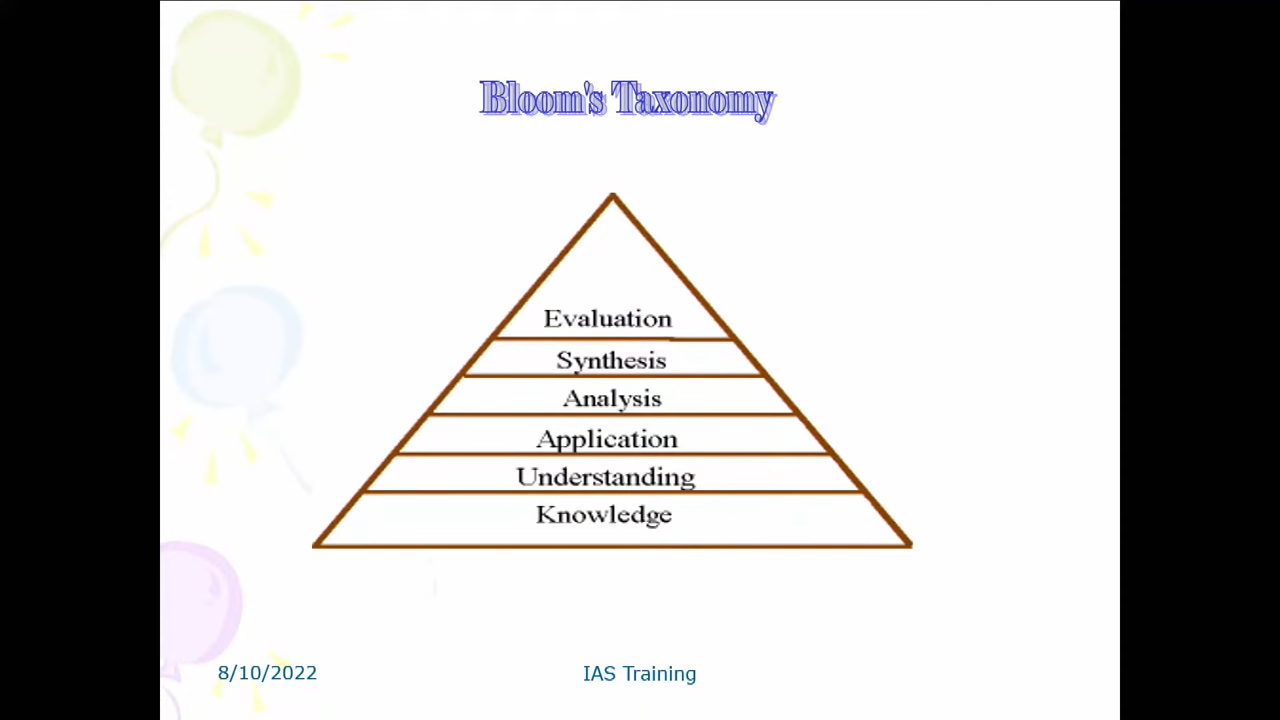 Bloom's Taxonomy
Evaluation
Synthesis
Analysis
Application
Understanding
Knowledge
8/10/2022
IAS Training